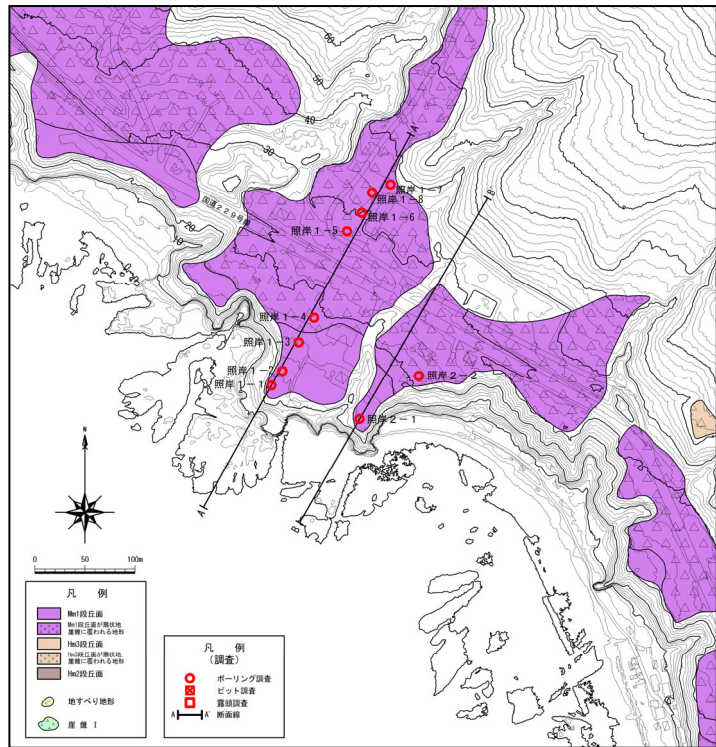 60
50
40
30
国道229号線
20
10
A
B
照岸1-7
照岸1-8
照岸1-6
照岸1-5
照岸1-4
照岸1-3
照岸1-2
照岸1-1
照岸2-2
照岸2-1
A
B
N
0 50 100m
凡 例
Mm1段丘面
Mm1段丘面が扇状地、
崖錐に覆われる地形
Hm3段丘面
Hm3段丘面が扇状地、
崖錐に覆われる地形
Hm2段丘面
地すべり地形
崖錐 I
凡 例
(調査)
ボーリング調査
ピット調査
露頭調査
A A' 断面線